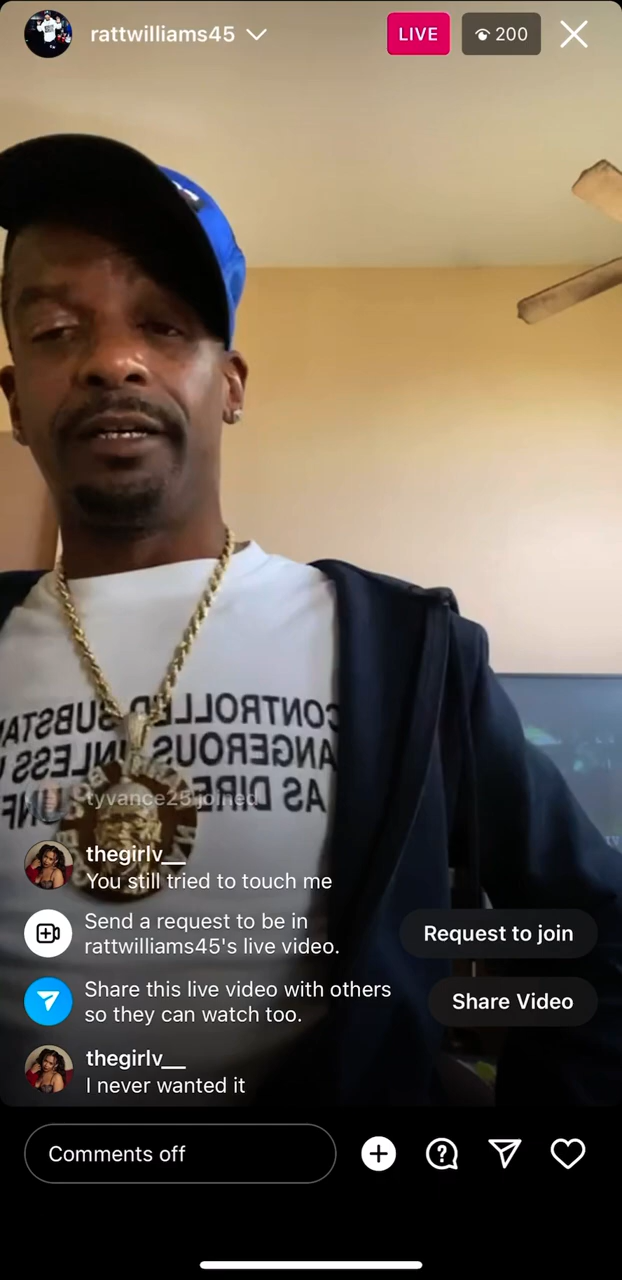 rattwilliams45
LIVE
200
CONTROLLED SUBSTA
ANGEROUS UNLESS
AS DIRE
tyvance25 joined
thegirlv__
You still tried to touch me
Send a request to be in
rattwilliams45's live video.
Request to join
Share this live video with others
so they can watch too.
Share Video
thegirlv__
I never wanted it
Comments off